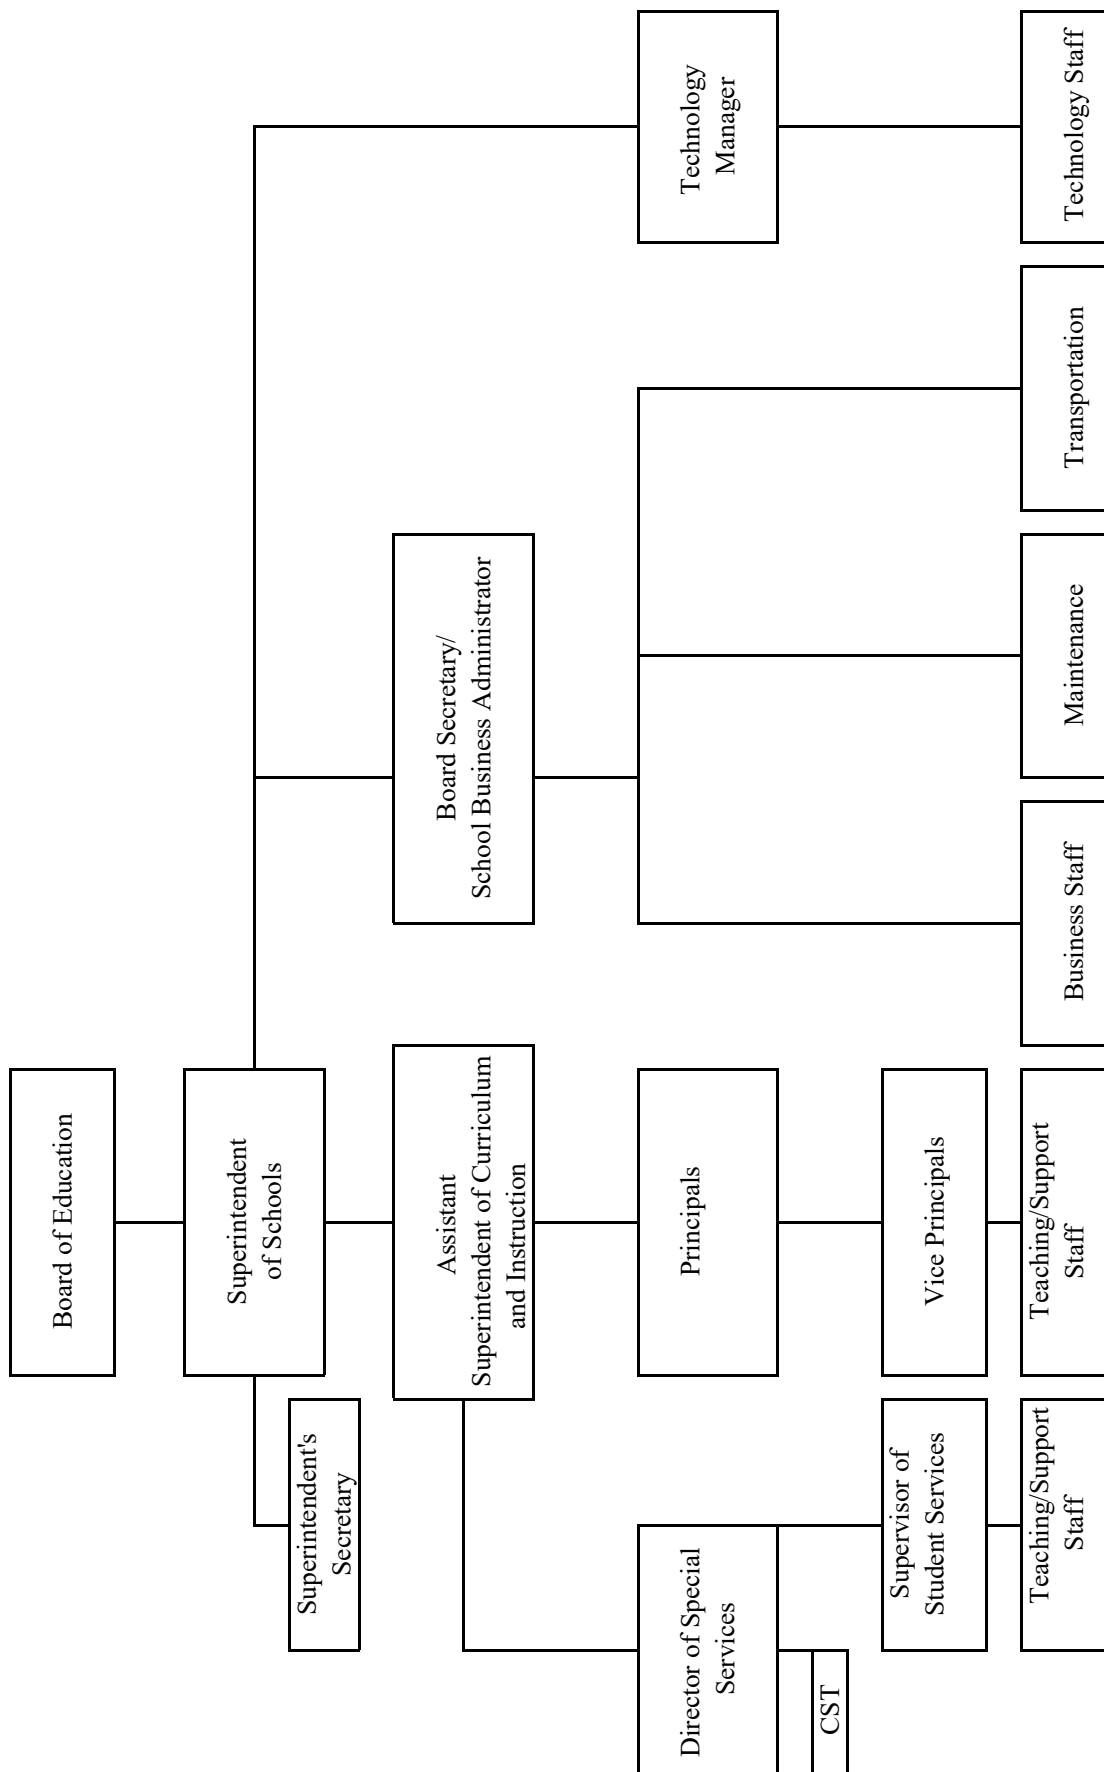 Board of Education
Superintendent
of Schools
Superintendent's
Secretary
Assistant
Superintendent of Curriculum
and Instruction
Board Secretary/
School Business Administrator
Director of Special
Services
Principals
Technology
Manager
CST
Supervisor of
Student Services
Vice Principals
Teaching/Support
Staff
Teaching/Support
Staff
Business Staff
Maintenance
Transportation
Technology Staff